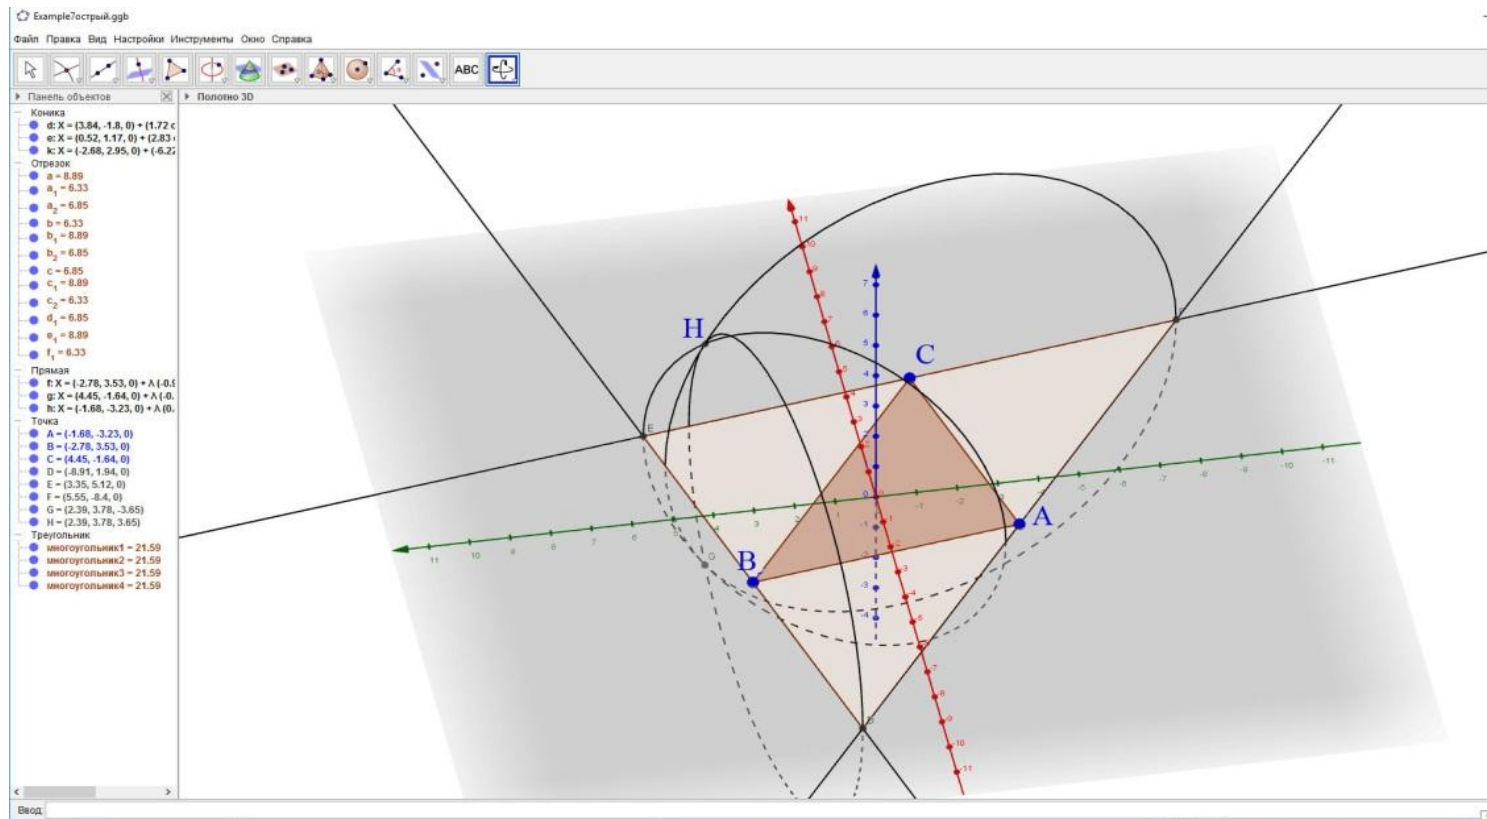 Example7острый.ggb
Файл Правка Вид Настройки Инструменты Окно Справка
ABC
Панель объектов
Полотно 3D
Коника
d: X = (3.84, -1.8, 0) + (1.72 c
e: X = (0.52, 1.17, 0) + (2.83
k: X = (-2.68, 2.95, 0) + (-6.22
Отрезок
a = 8.89
a₁ = 6.33
a₂ = 6.85
b = 6.33
b₁ = 8.89
b₂ = 6.85
c = 6.85
c₁ = 8.89
c₂ = 6.33
d₁ = 6.85
e₁ = 8.89
f₁ = 6.33
Прямая
f: X = (-2.78, 3.53, 0) + λ (-0.9
g: X = (4.45, -1.64, 0) + λ (-0.
h: X = (-1.68, -3.23, 0) + λ (0.
Точка
A = (-1.68, -3.23, 0)
B = (-2.78, 3.53, 0)
C = (4.45, -1.64, 0)
D = (-8.91, 1.94, 0)
E = (3.35, 5.12, 0)
F = (5.55, -8.4, 0)
G = (2.39, 3.78, -3.65)
H = (2.39, 3.78, 3.65)
Треугольник
многоугольник1 = 21.59
многоугольник2 = 21.59
многоугольник3 = 21.59
многоугольник4 = 21.59
H
C
E
A
B
G
D
Ввод: